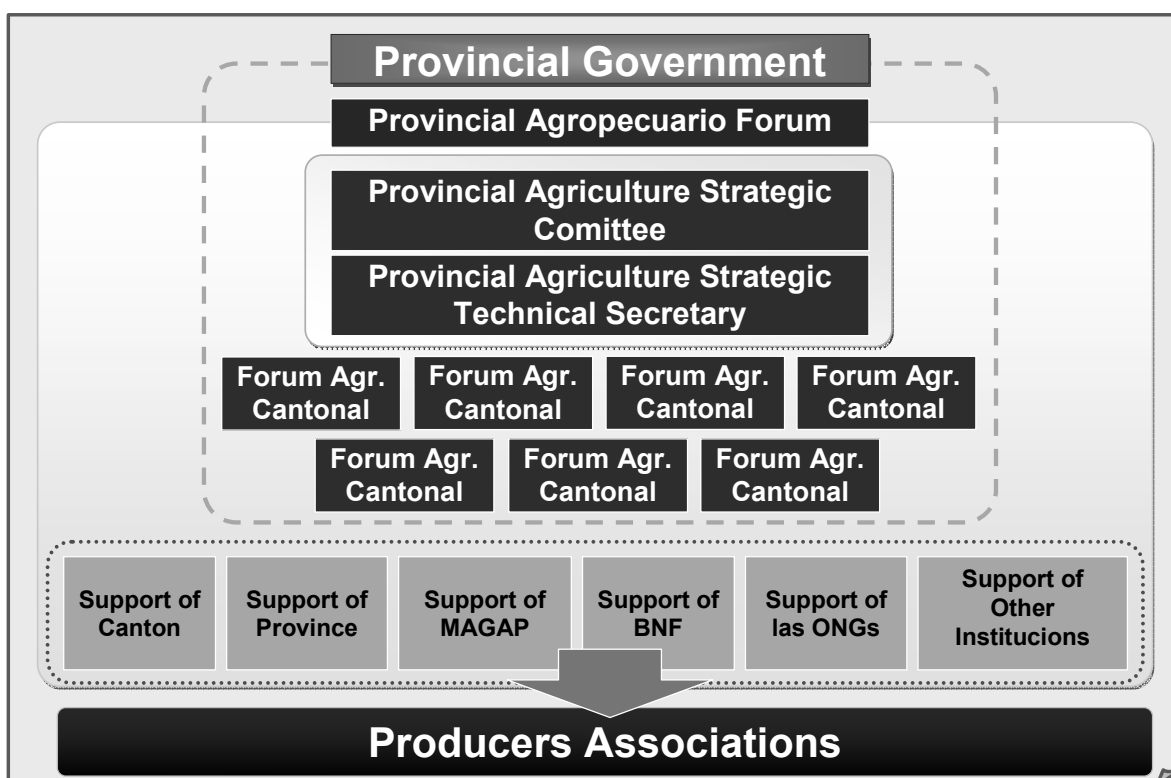 Provincial Government
Provincial Agropecuario Forum
Provincial Agriculture Strategic
Comittee
Provincial Agriculture Strategic
Technical Secretary
Forum Agr.
Cantonal
Forum Agr.
Cantonal
Forum Agr.
Cantonal
Forum Agr.
Cantonal
Forum Agr.
Cantonal
Forum Agr.
Cantonal
Forum Agr.
Cantonal
Support of
Canton
Support of
Province
Support of
MAGAP
Support of
BNF
Support of
las ONGs
Support of
Other
Institucions
Producers Associations